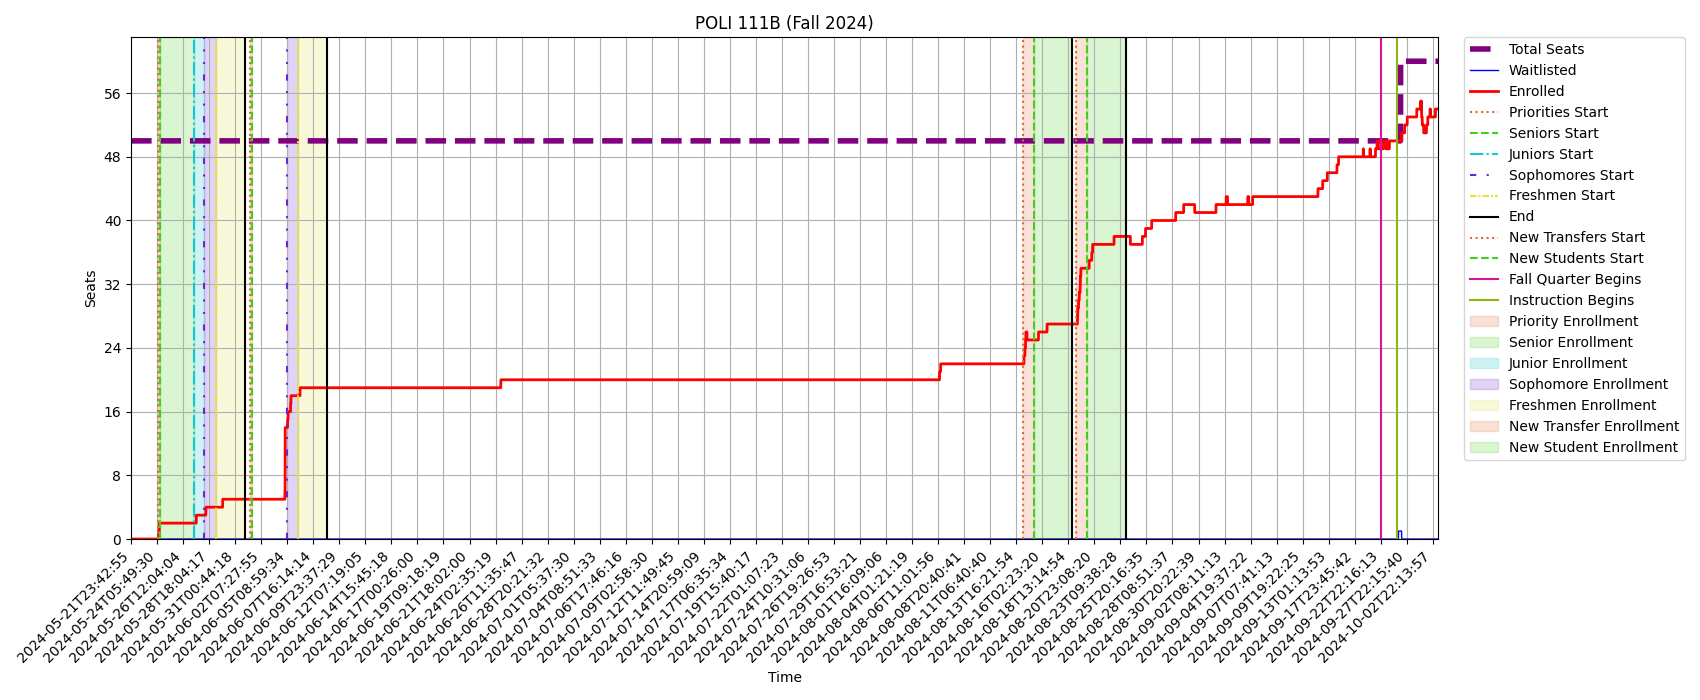 POLI 111B (Fall 2024)
Seats
56
48
40
32
24
16
8
0
2024-05-21T23:42:55
2024-05-24T05:49:30
2024-05-26T12:04:04
2024-05-28T18:04:17
2024-05-31T00:44:18
2024-06-02T07:27:55
2024-06-05T08:59:34
2024-06-07T16:14:14
2024-06-09T23:37:29
2024-06-12T07:19:05
2024-06-14T15:45:18
2024-06-17T00:26:00
2024-06-19T09:18:19
2024-06-21T18:02:00
2024-06-24T02:35:19
2024-06-26T11:35:47
2024-06-28T20:21:32
2024-07-01T05:37:30
2024-07-04T08:51:33
2024-07-06T17:46:16
2024-07-09T02:58:30
2024-07-12T11:49:45
2024-07-14T20:59:09
2024-07-17T06:35:34
2024-07-19T15:40:17
2024-07-22T01:07:23
2024-07-24T10:31:06
2024-07-26T19:26:53
2024-07-29T16:53:21
2024-08-01T16:09:06
2024-08-04T01:21:19
2024-08-06T11:01:56
2024-08-08T20:40:41
2024-08-11T06:40:40
2024-08-13T16:21:54
2024-08-16T02:23:20
2024-08-18T13:14:54
2024-08-20T23:08:20
2024-08-23T09:38:28
2024-08-25T20:16:35
2024-08-28T08:51:37
2024-08-30T20:22:39
2024-09-02T08:11:13
2024-09-04T19:37:22
2024-09-07T07:41:13
2024-09-09T19:22:25
2024-09-13T01:13:53
2024-09-17T23:45:42
2024-09-22T22:16:13
2024-09-27T22:15:40
2024-10-02T22:13:57
Time
Total Seats
Waitlisted
Enrolled
Priorities Start
Seniors Start
Juniors Start
Sophomores Start
Freshmen Start
End
New Transfers Start
New Students Start
Fall Quarter Begins
Instruction Begins
Priority Enrollment
Senior Enrollment
Junior Enrollment
Sophomore Enrollment
Freshmen Enrollment
New Transfer Enrollment
New Student Enrollment